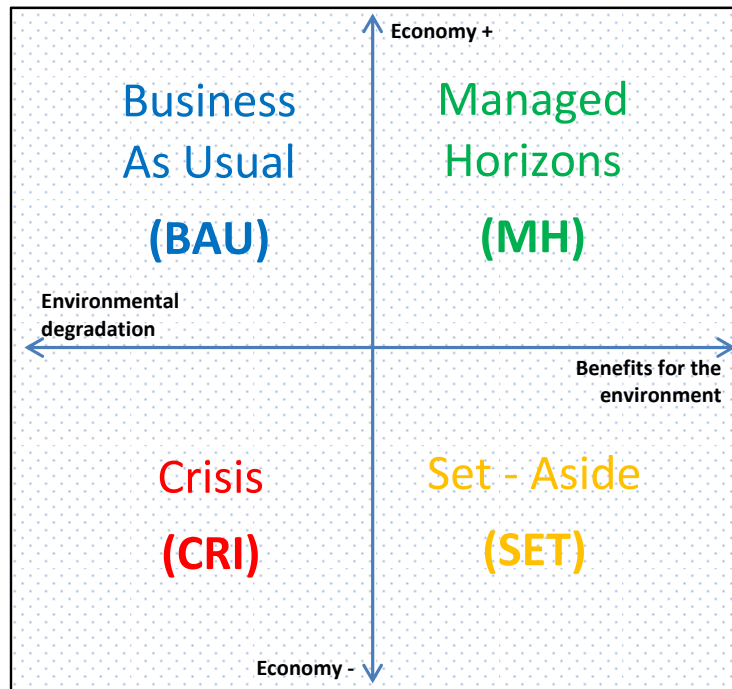 Economy +
Business
As Usual
(BAU)
Managed
Horizons
(MH)
Environmental
degradation
Benefits for the
environment
Crisis
(CRI)
Set - Aside
(SET)
Economy -